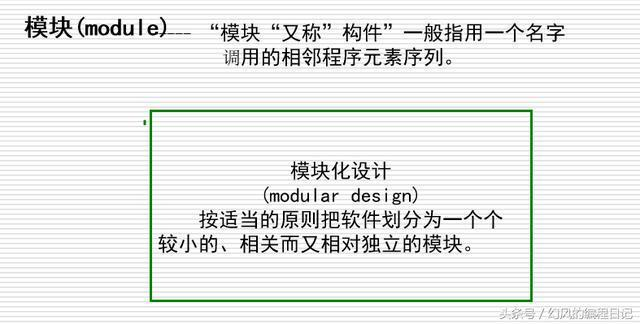 模块(module)---- “模块“又称”构件”一般指用一个名字
调用的相邻程序元素序列。
模块化设计
(modular design)
按适当的原则把软件划分为一个个
较小的、相关而又相对独立的模块。
头条号／幻风的编程日记